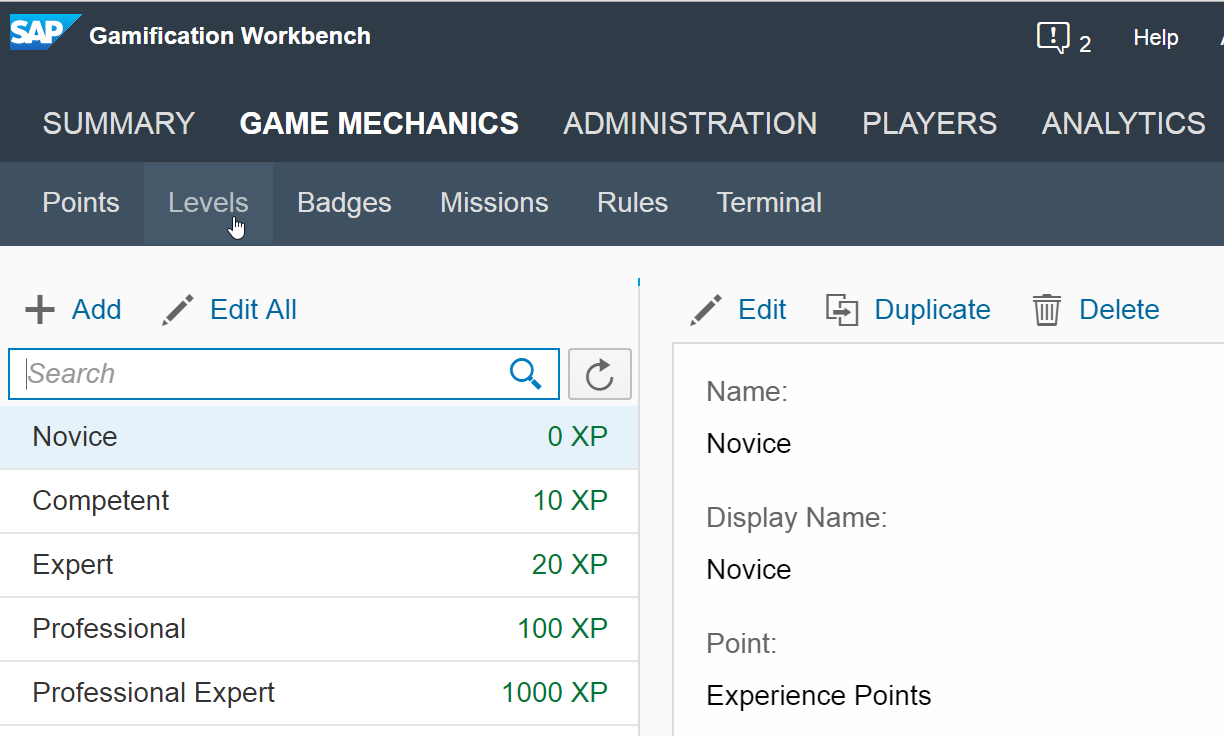 SAP Gamification Workbench
2 Help
SUMMARY GAME MECHANICS ADMINISTRATION PLAYERS ANALYTICS
Points Levels Badges Missions Rules Terminal
Add Edit All
Edit Duplicate Delete
Search
Novice 0 XP
Competent 10 XP
Expert 20 XP
Professional 100 XP
Professional Expert 1000 XP
Name:
Novice
Display Name:
Novice
Point:
Experience Points